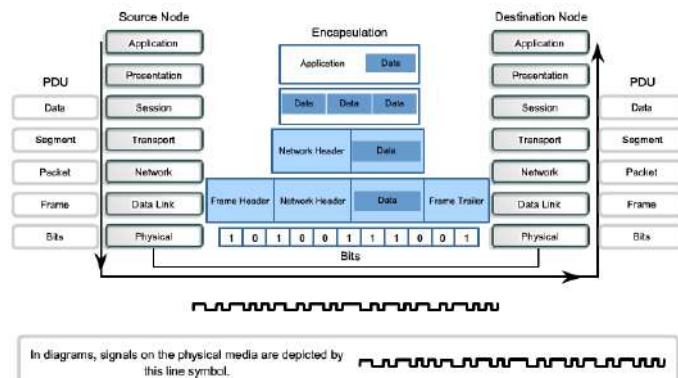 Source Node
Destination Node
Encapsulation
PDU
PDU
Application
Presentation
Session
Transport
Network
Data Link
Physical
Data
Segment
Packet
Frame
Bits
Application Data
Data Data Data
Network Header Data
Frame Header Network Header Data Frame Trailer
1 0 1 0 0 1 1 1 0 0 1
Bits
Application
Presentation
Session
Transport
Network
Data Link
Physical
Data
Segment
Packet
Frame
Bits
In diagrams, signals on the physical media are depicted by
this line symbol.